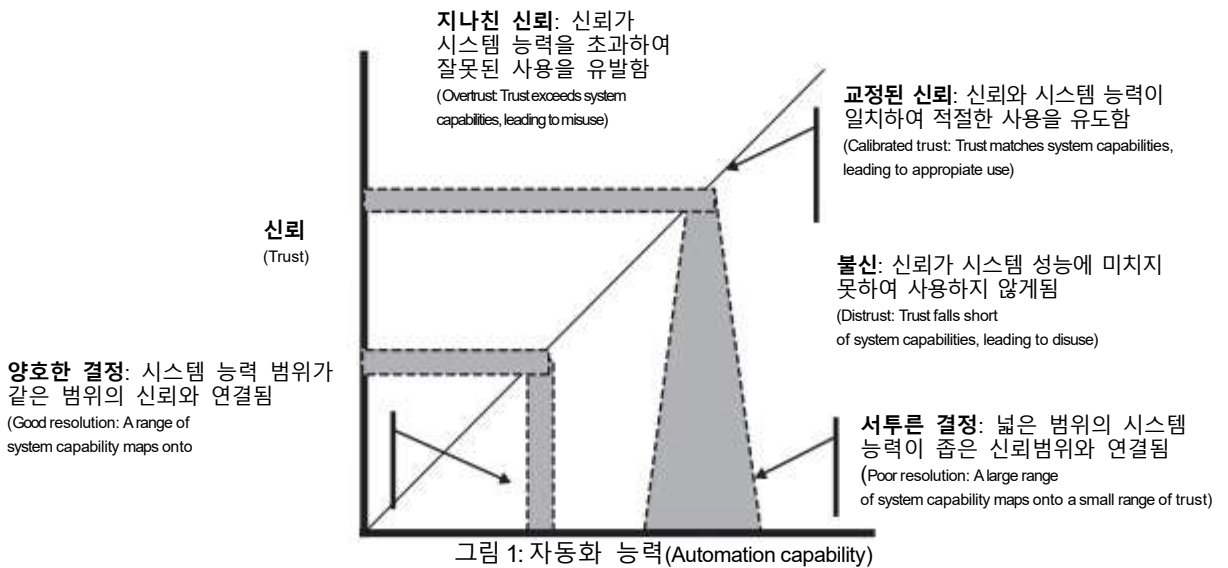 지나친 신뢰: 신뢰가
시스템 능력을 초과하여
잘못된 사용을 유발함
(Overtrust: Trust exceeds system
capabilities, leading to misuse)
교정된 신뢰: 신뢰와 시스템 능력이
일치하여 적절한 사용을 유도함
(Calibrated trust: Trust matches system capabilities,
leading to appropiate use)
신뢰
(Trust)
불신: 신뢰가 시스템 성능에 미치지
못하여 사용하지 않게됨
(Distrust: Trust falls short
of system capabilities, leading to disuse)
양호한 결정: 시스템 능력 범위가
같은 범위의 신뢰와 연결됨
(Good resolution: A range of
system capability maps onto
서투른 결정: 넓은 범위의 시스템
능력이 좁은 신뢰범위와 연결됨
(Poor resolution: A large range
of system capability maps onto a small range of trust)
그림 1: 자동화 능력(Automation capability)